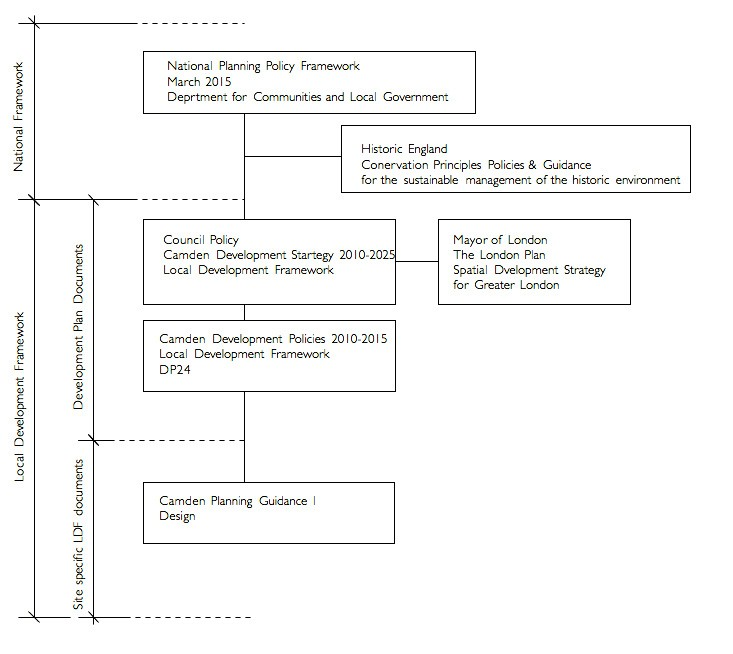 National Framework
National Planning Policy Framework
March 2015
Deprtment for Communities and Local Government
Historic England
Conervation Principles Policies & Guidance
for the sustainable management of the historic environment
Local Development Framework
Development Plan Documents
Council Policy
Camden Development Startegy 2010-2025
Local Development Framework
Mayor of London
The London Plan
Spatial Dvelopment Strategy
for Greater London
Camden Development Policies 2010-2015
Local Development Framework
DP24
Site specific LDF documents
Camden Planning Guidance 1
Design